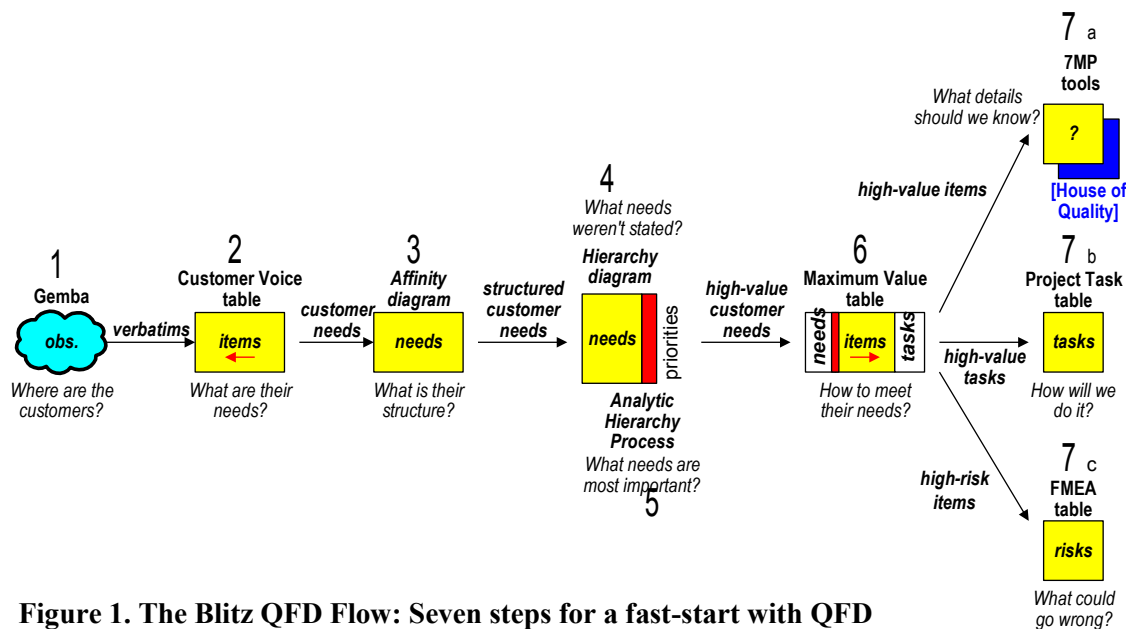 1
Gemba
obs.
Where are the
customers?
verbatims
2
Customer Voice
table
items
What are their
needs?
customer
needs
3
Affinity
diagram
needs
What is their
structure?
structured
customer
needs
4
What needs
weren't stated?
Hierarchy
diagram
needs
priorities
Analytic
Hierarchy
Process
What needs are
most important?
5
high-value
customer
needs
6
Maximum Value
table
needs
items
tasks
How to meet
their needs?
high-value items
What details
should we know?
7 a
7MP
tools
?
[House of
Quality]
high-value
tasks
7 b
Project Task
table
tasks
How will we
do it?
high-risk
items
7 c
FMEA
table
risks
What could
go wrong?
Figure 1. The Blitz QFD Flow: Seven steps for a fast-start with QFD